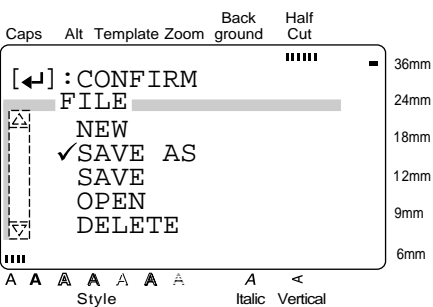 Caps Alt Template Zoom Back ground Half Cut
[↵]:CONFIRM
FILE
NEW
✓SAVE AS
SAVE
OPEN
DELETE
36mm
24mm
18mm
12mm
9mm
6mm
A A A A A A A A A
Style Italic Vertical